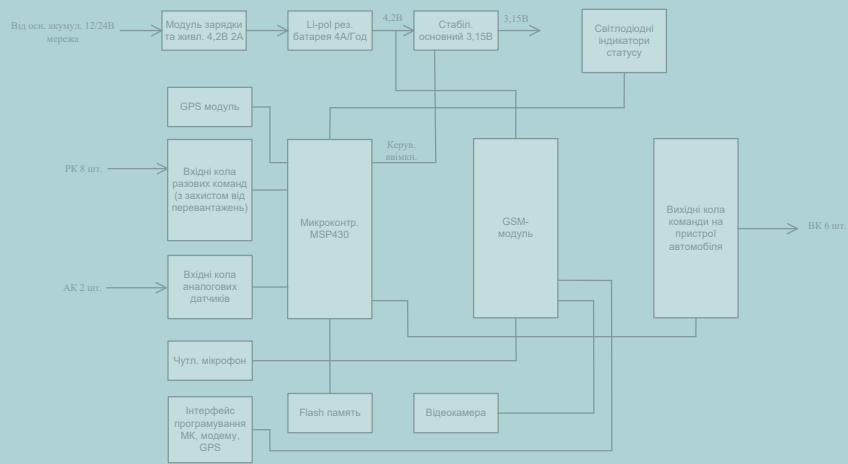 Від осн. акумул. 12/24В
мережа
Модуль зарядки
та живл. 4,2В 2А
Li-pol рез.
батарея 4А/Год
4,2В
Стабіл.
основний 3,15В
3,15В
Світлодіодні
індикатори
статусу
GPS модуль
РК 8 шт.
Вхідні кола
разових команд
(з захистом від
перевантажень)
Микроконтр.
MSP430
Керув.
ввімкн.
GSM-
модуль
Вихідні кола
команди на
пристрої
автомобіля
ВК 6 шт.
АК 2 шт.
Вхідні кола
аналогових
датчиків
Чутл. мікрофон
Flash память
Відеокамера
Інтерфейс
програмування
МК, модему,
GPS